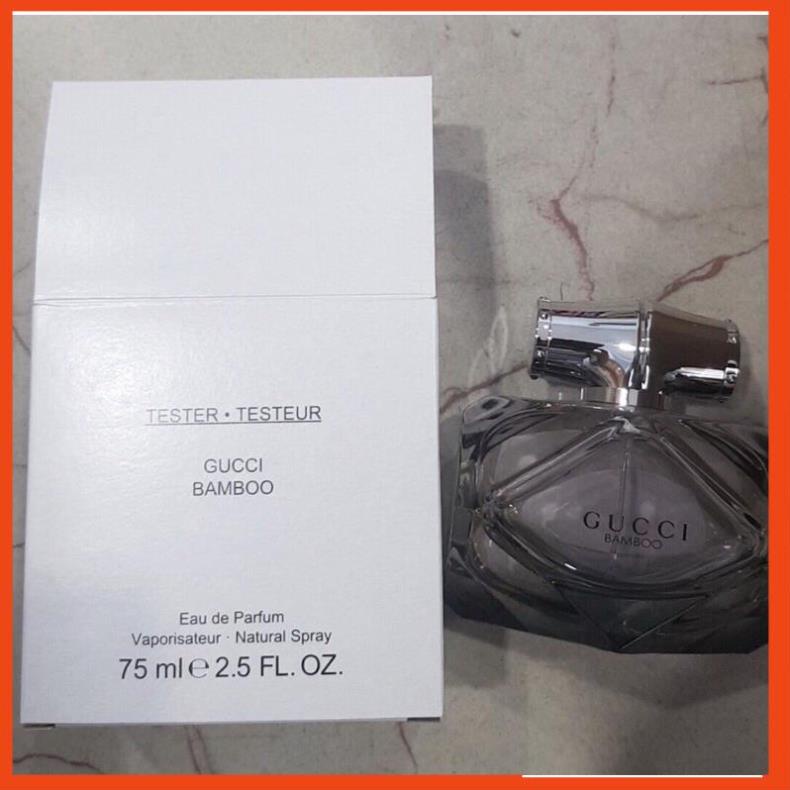 TESTER • TESTEUR
GUCCI
BAMBOO
Eau de Parfum
Vaporisateur · Natural Spray
75 ml ℮ 2.5 FL. OZ.
GUCCI
BAMBOO